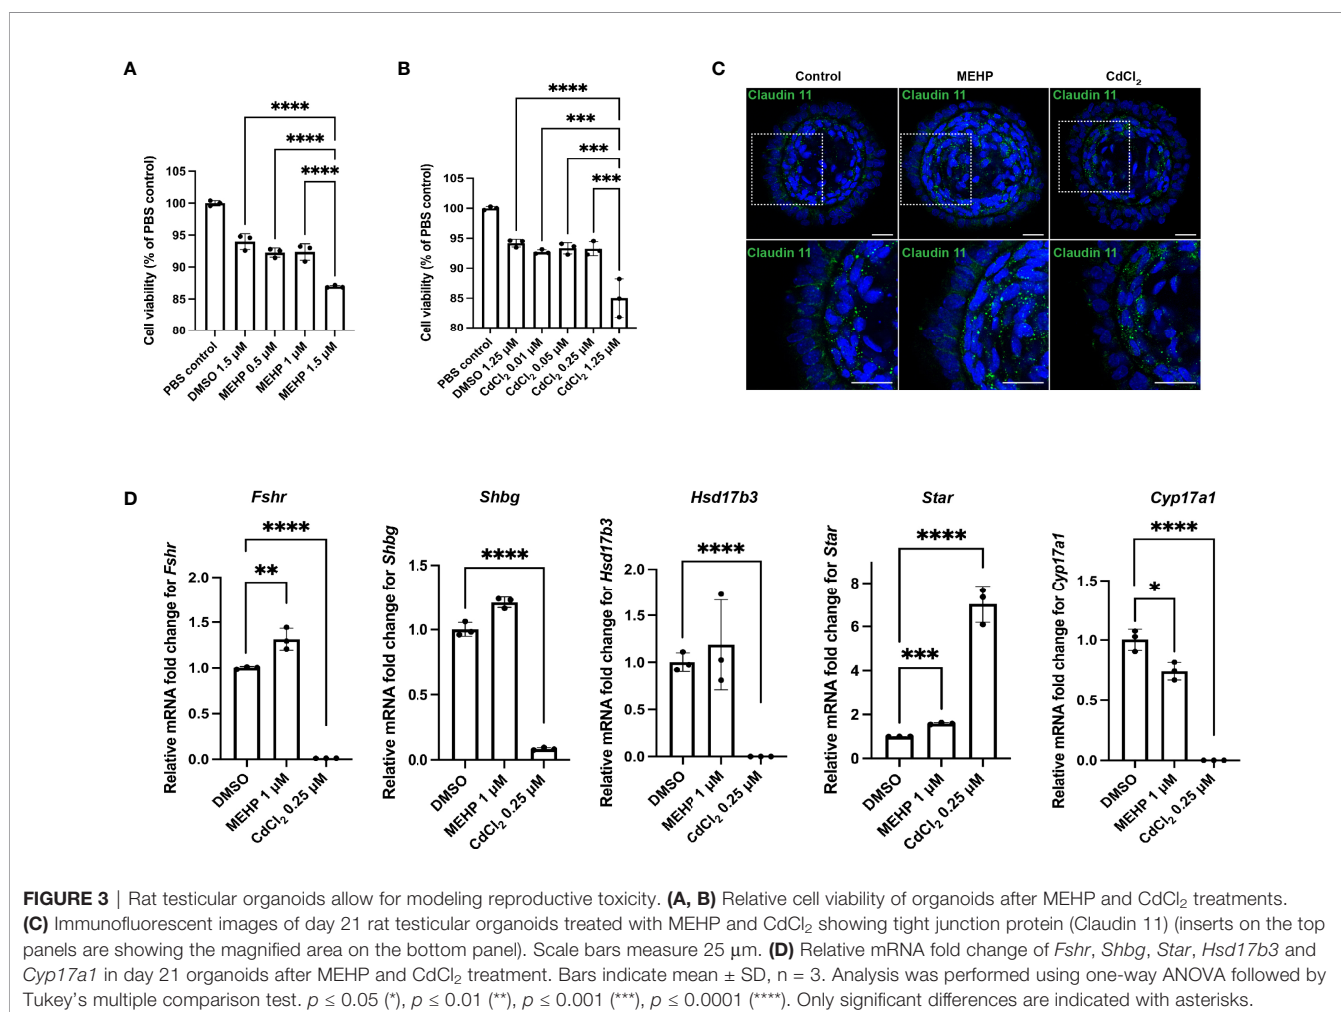 A
****
****
****
Cell viability (% of PBS control)
105
100
95
90
85
80
PBS control
DMSO 1.5 µM
MEHP 0.5 µM
MEHP 1 µM
MEHP 1.5 µM
B
****
***
***
***
Cell viability (% of PBS control)
105
100
95
90
85
80
PBS control
DMSO 1.25 µM
CdCl₂ 0.01 µM
CdCl₂ 0.05 µM
CdCl₂ 0.25 µM
CdCl₂ 1.25 µM
C
Control MEHP CdCl₂
Claudin 11 Claudin 11 Claudin 11
Claudin 11 Claudin 11 Claudin 11
D
Fshr
****
**
Relative mRNA fold change for Fshr
2.0
1.5
1.0
0.5
0.0
DMSO
MEHP 1 µM
CdCl₂ 0.25 µM
Shbg
****
Relative mRNA fold change for Shbg
1.5
1.0
0.5
0.0
DMSO
MEHP 1 µM
CdCl₂ 0.25 µM
Hsd17b3
****
Relative mRNA fold change for Hsd17b3
2.0
1.5
1.0
0.5
0.0
DMSO
MEHP 1 µM
CdCl₂ 0.25 µM
Star
****
***
Relative mRNA fold change for Star
8
6
4
2
0
DMSO
MEHP 1 µM
CdCl₂ 0.25 µM
Cyp17a1
****
*
Relative mRNA fold change for Cyp17a1
1.5
1.0
0.5
0.0
DMSO
MEHP 1 µM
CdCl₂ 0.25 µM
FIGURE 3 | Rat testicular organoids allow for modeling reproductive toxicity. (A, B) Relative cell viability of organoids after MEHP and CdCl₂ treatments.
(C) Immunofluorescent images of day 21 rat testicular organoids treated with MEHP and CdCl₂ showing tight junction protein (Claudin 11) (inserts on the top
panels are showing the magnified area on the bottom panel). Scale bars measure 25 μm. (D) Relative mRNA fold change of Fshr, Shbg, Star, Hsd17b3 and
Cyp17a1 in day 21 organoids after MEHP and CdCl₂ treatment. Bars indicate mean ± SD, n = 3. Analysis was performed using one-way ANOVA followed by
Tukey's multiple comparison test. p ≤ 0.05 (*), p ≤ 0.01 (**), p ≤ 0.001 (***), p ≤ 0.0001 (****). Only significant differences are indicated with asterisks.